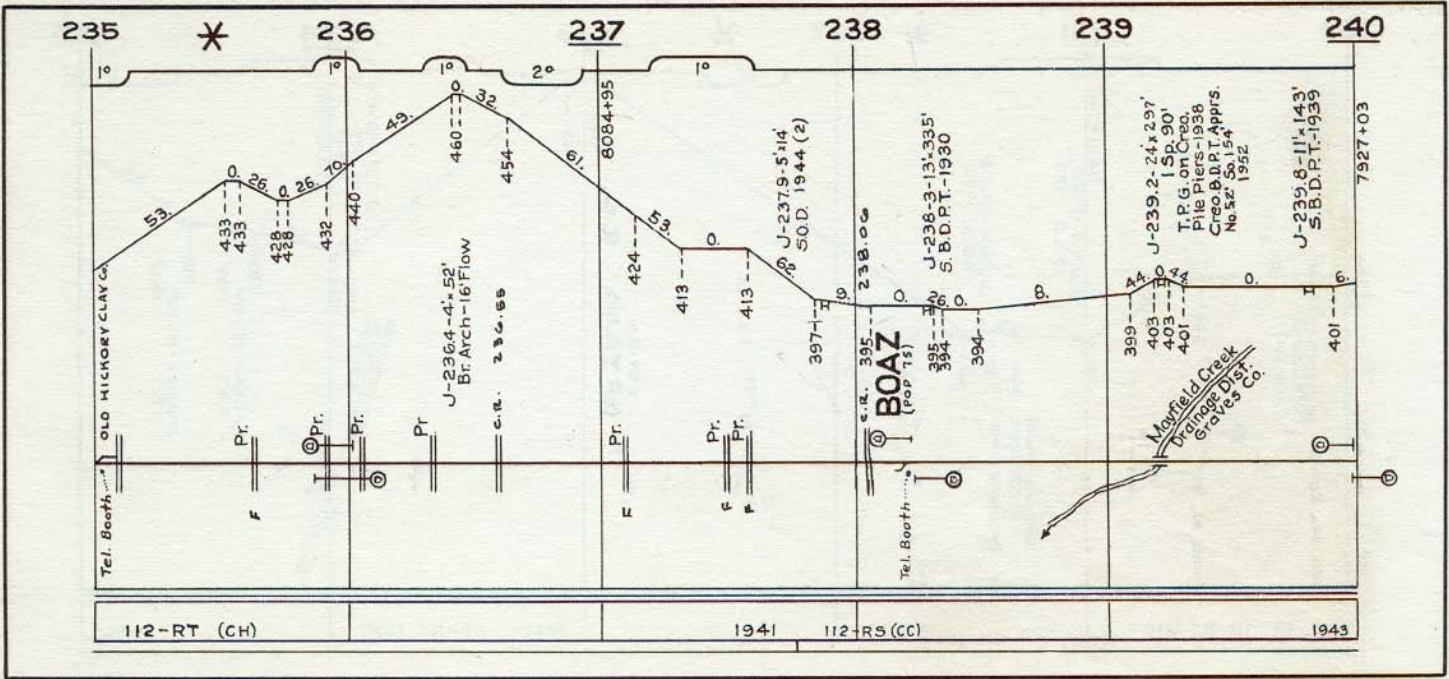 235 * 236 237 238 239 240
1° 1° 1° 2° 1°
53. 0. 26. 0. 26. 70. 49. 0. 32. 61. 53. 0. 62. 9. 0. 26. 0. 8. 44. 0. 44. 0. 6.
433 433 428 428 432 440 460 454 424 413 413 397 395 395 394 394 399 403 403 401 401
8084+95
7927+03
OLD HICKORY CLAY CO.
J-236.4-4'x52'
Br. Arch-16' Flow
C.R. 236.55
J-237.9-5'x14'
S.O.D. 1944 (2)
C.R. 238.06
BOAZ
(POP 75)
J-238-3-13'x335'
S.B.D.P.T.-1930
J-239.2-24'x297'
1 Sp. 90'
T.P.G. on Creo.
Pile Piers-1938
Creo.B.D.P.T. Apprs.
No.52' So.154'
1952
J-239.8-11'x143'
S.B.D.P.T.-1939
Mayfield Creek
Drainage Dist.
Graves Co.
Pr. Pr. Pr. Pr. Pr. Pr. Pr.
D D D D D D
F F F F
Tel. Booth
Tel. Booth
112-RT (CH) 1941 112-RS (CC) 1943